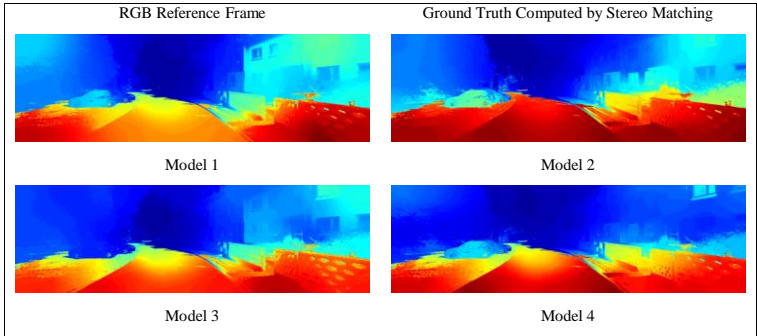 RGB Reference Frame
Ground Truth Computed by Stereo Matching
Model 1
Model 2
Model 3
Model 4